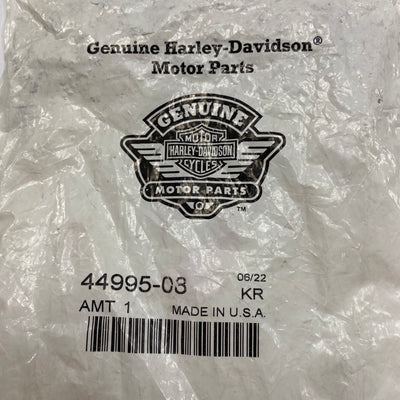 Genuine Harley-Davidson®
Motor Parts
GENUINE
MOTOR
HARLEY-DAVIDSON
CYCLES
MOTOR PARTS
TM
44995-03
06/22
KR
AMT 1
MADE IN U.S.A.